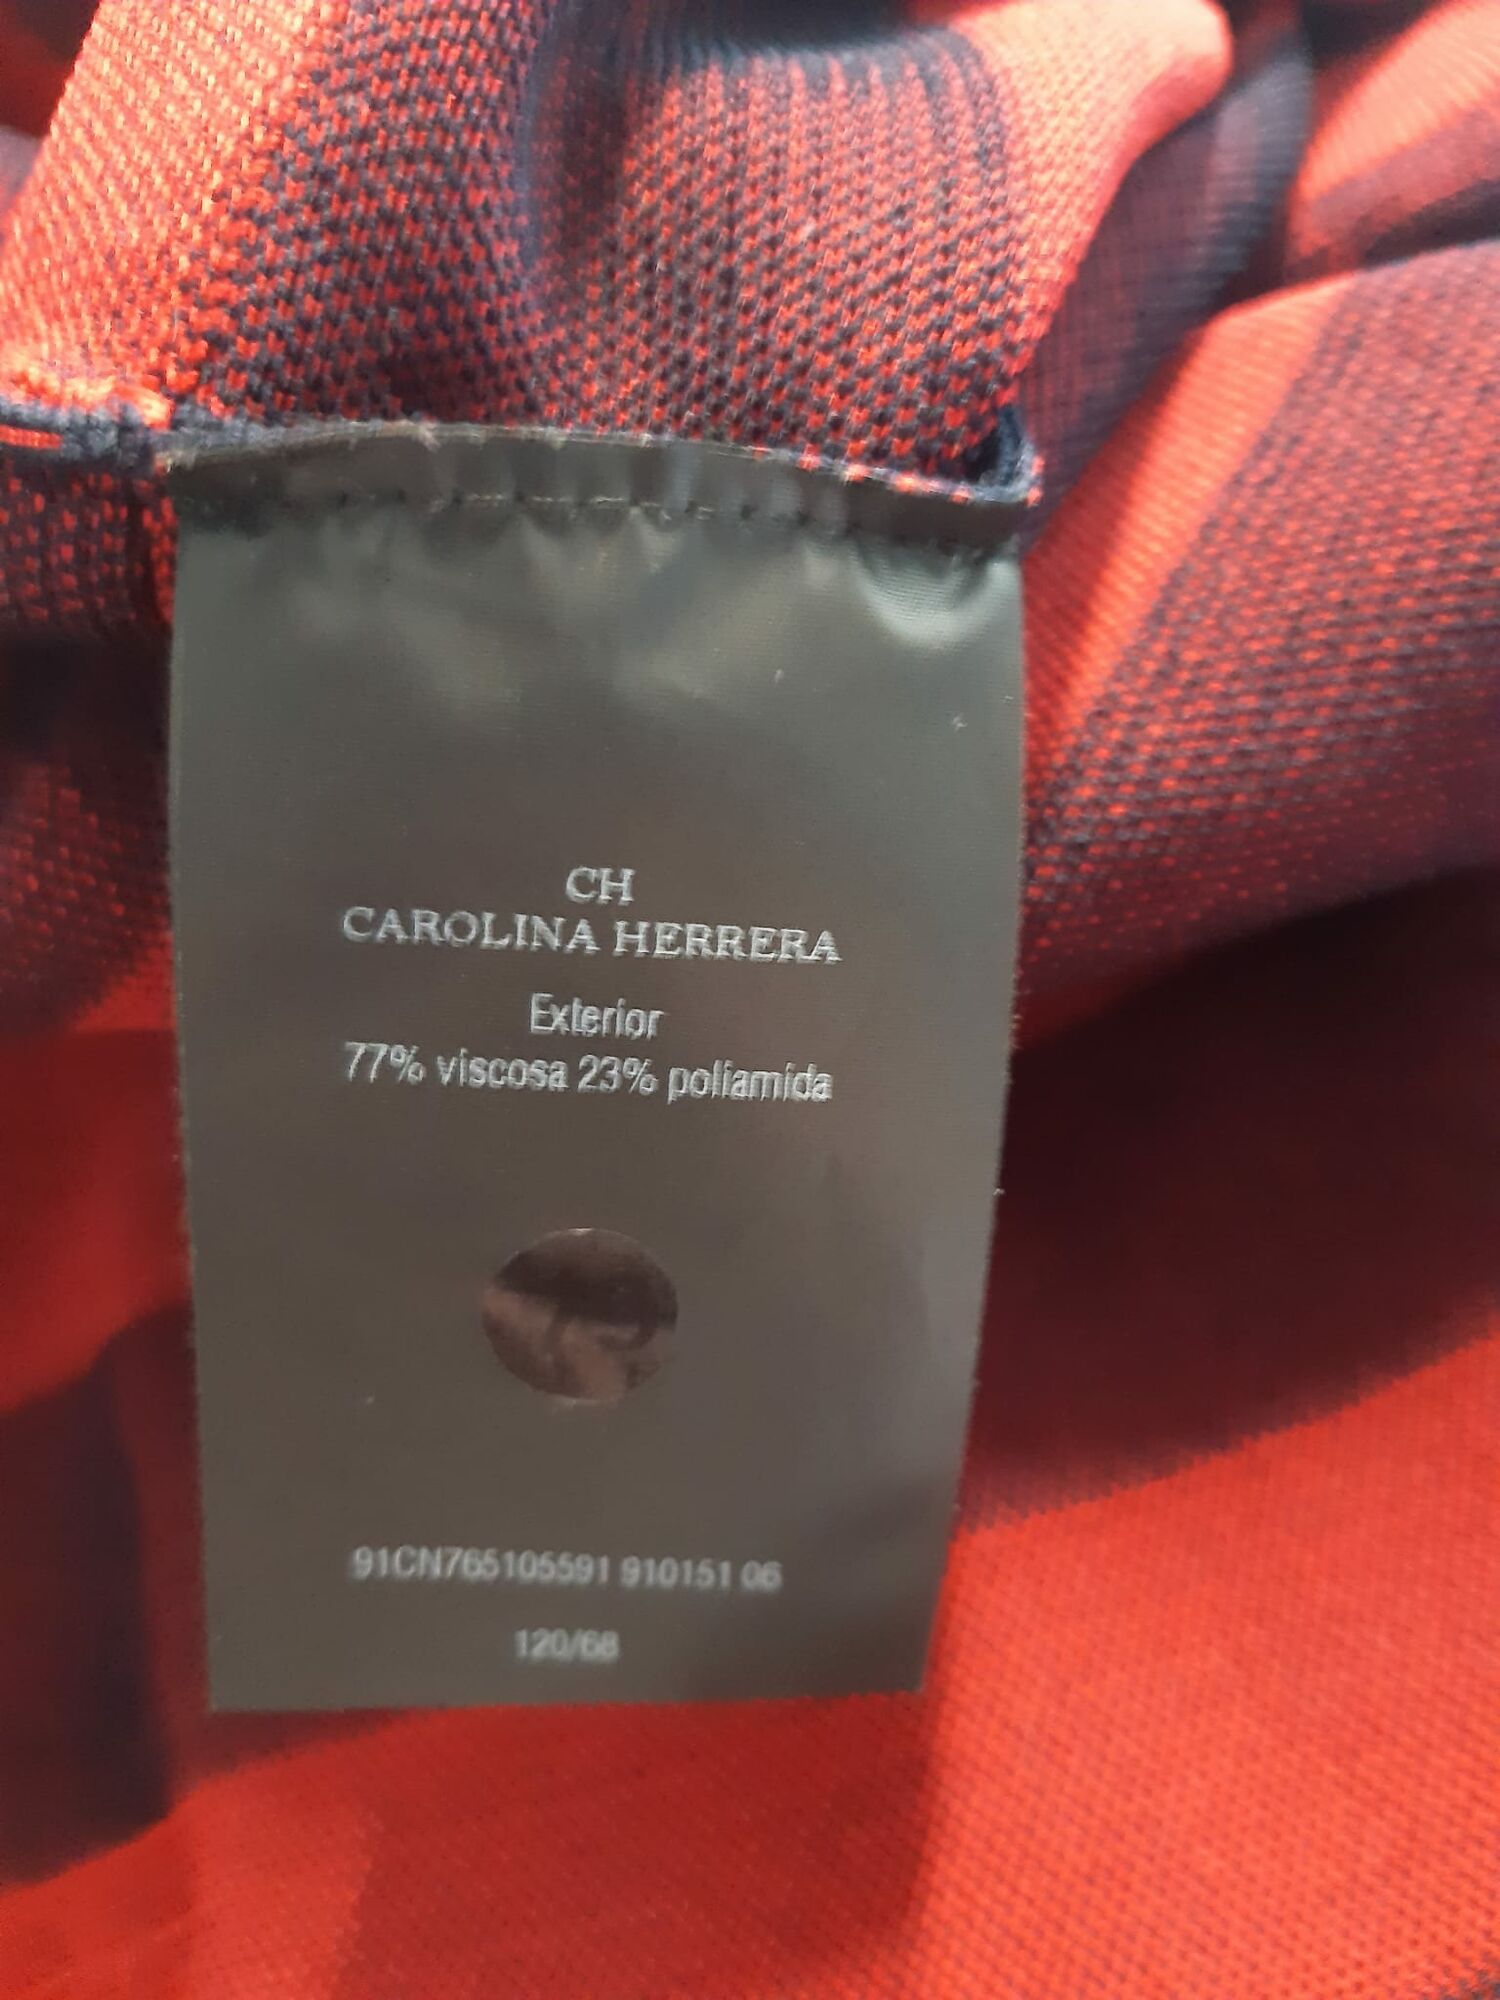 CH
CAROLINA HERRERA
Exterior
77% viscosa 23% poliamida
91CN765105591 910151 06
120/68